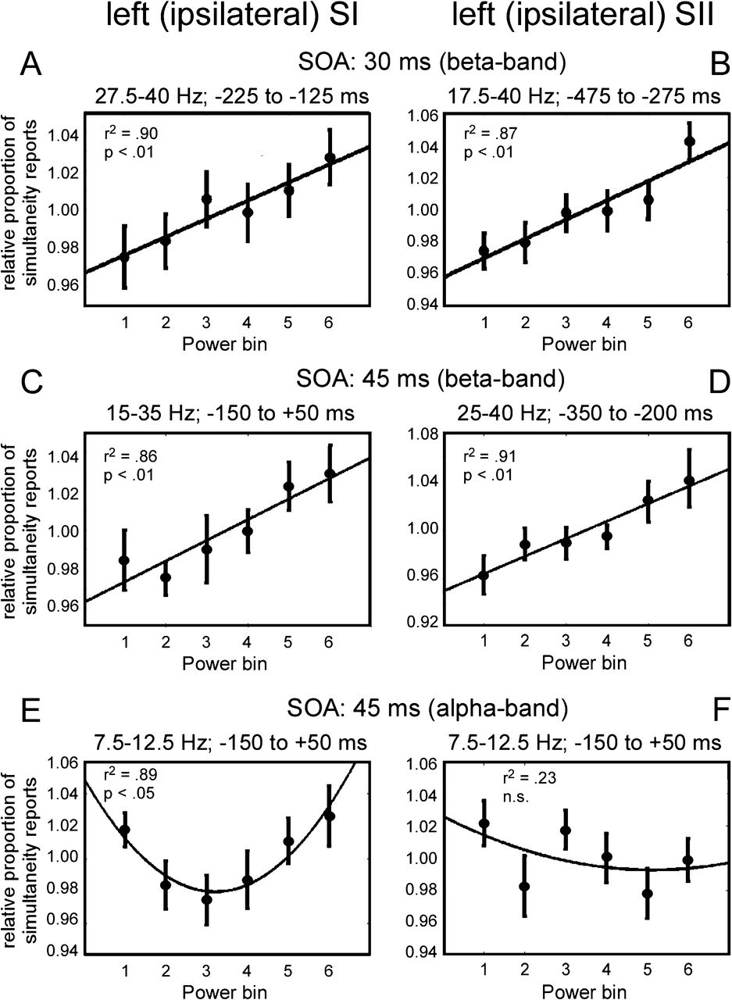 left (ipsilateral) SI
left (ipsilateral) SII
A
SOA: 30 ms (beta-band)
B
27.5-40 Hz; -225 to -125 ms
17.5-40 Hz; -475 to -275 ms
relative proportion of
simultaneity reports
1.04
1.02
1.00
0.98
0.96
r² = .90
p < .01
1 2 3 4 5 6
Power bin
1.06
1.04
1.02
1.00
0.98
0.96
0.94
r² = .87
p < .01
1 2 3 4 5 6
Power bin
C
SOA: 45 ms (beta-band)
D
15-35 Hz; -150 to +50 ms
25-40 Hz; -350 to -200 ms
relative proportion of
simultaneity reports
1.04
1.02
1.00
0.98
0.96
r² = .86
p < .01
1 2 3 4 5 6
Power bin
1.08
1.04
1.00
0.96
0.92
r² = .91
p < .01
1 2 3 4 5 6
Power bin
E
SOA: 45 ms (alpha-band)
F
7.5-12.5 Hz; -150 to +50 ms
7.5-12.5 Hz; -150 to +50 ms
relative proportion of
simultaneity reports
1.06
1.04
1.02
1.00
0.98
0.96
0.94
r² = .89
p < .05
1 2 3 4 5 6
Power bin
1.06
1.04
1.02
1.00
0.98
0.96
0.94
r² = .23
n.s.
1 2 3 4 5 6
Power bin